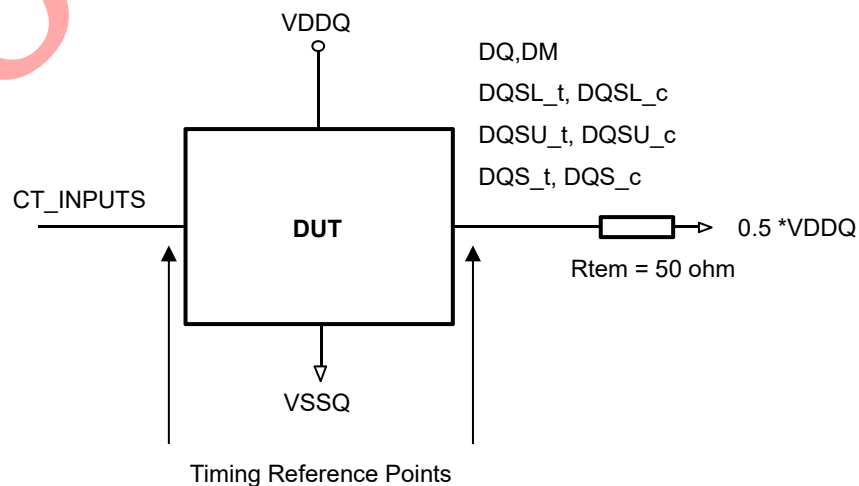 VDDQ
DQ,DM
DQSL_t, DQSL_c
DQSU_t, DQSU_c
DQS_t, DQS_c
CT_INPUTS
DUT
0.5 *VDDQ
Rtem = 50 ohm
VSSQ
Timing Reference Points